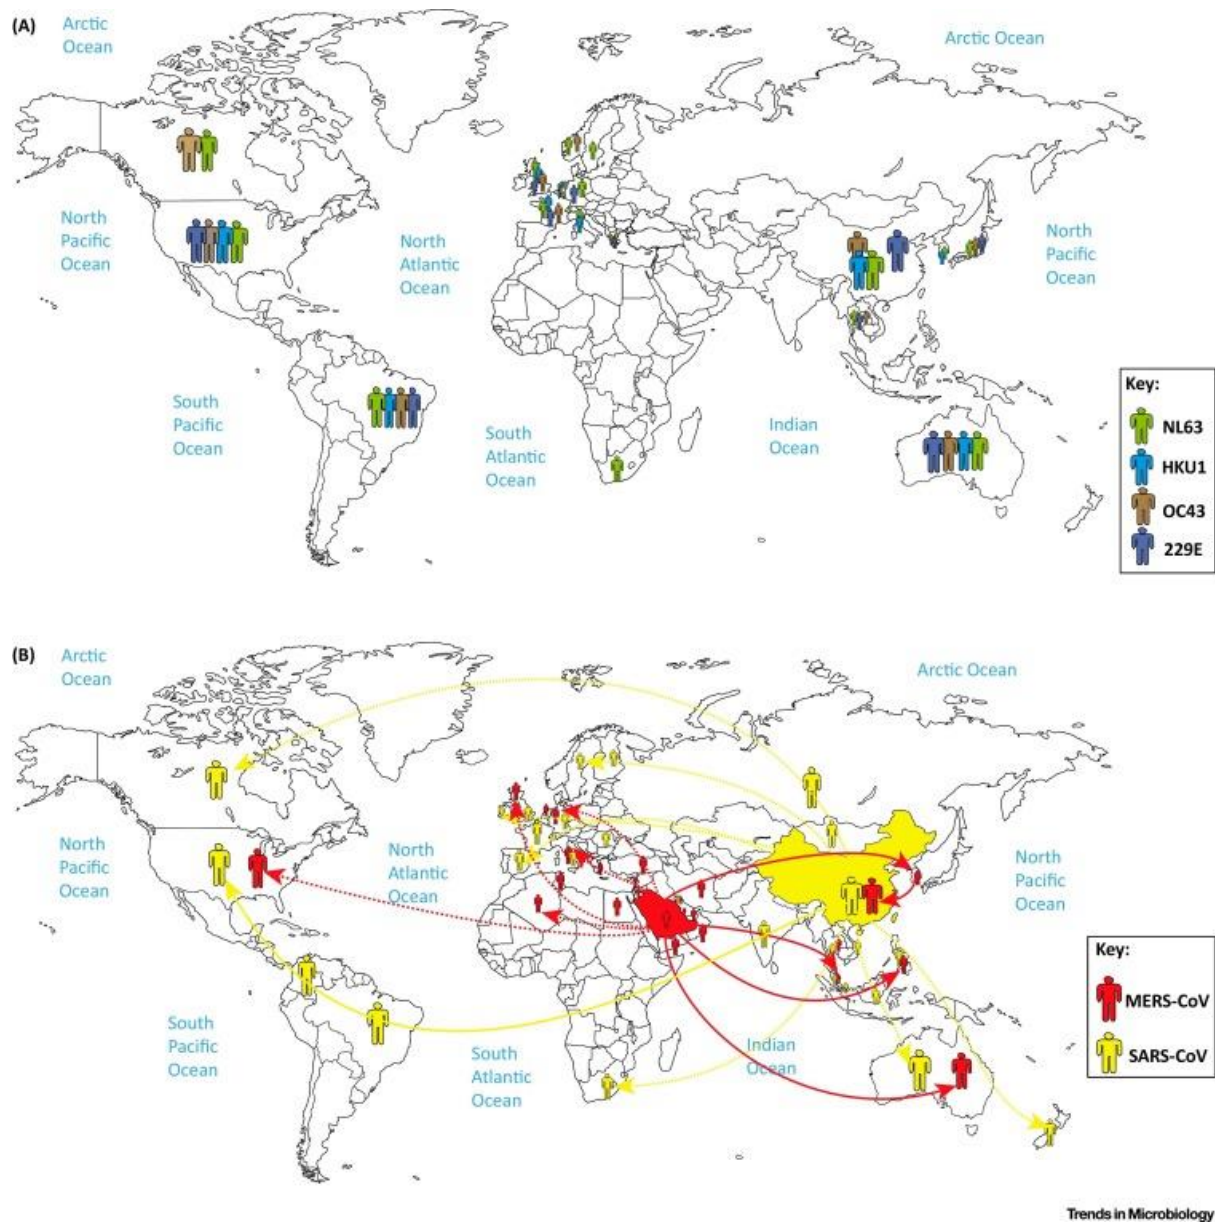 (A)
Arctic
Ocean
Arctic Ocean
North
Pacific
Ocean
North
Atlantic
Ocean
North
Pacific
Ocean
South
Pacific
Ocean
South
Atlantic
Ocean
Indian
Ocean
Key:
NL63
HKU1
OC43
229E
(B)
Arctic
Ocean
Arctic Ocean
North
Pacific
Ocean
North
Atlantic
Ocean
North
Pacific
Ocean
South
Pacific
Ocean
South
Atlantic
Ocean
Indian
Ocean
Key:
MERS-CoV
SARS-CoV
Trends in Microbiology